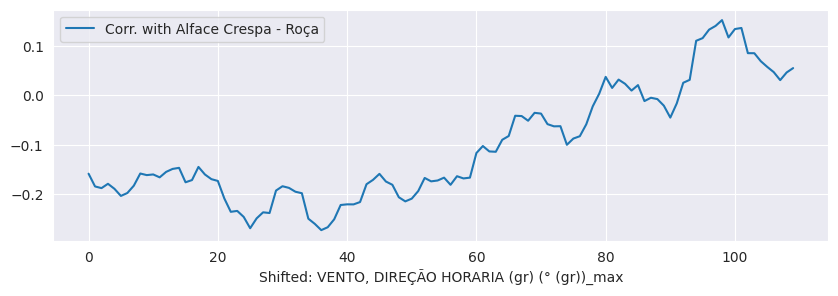 Corr. with Alface Crespa - Roça
0.1
0.0
−0.1
−0.2
0 20 40 60 80 100
Shifted: VENTO, DIREÇÃO HORARIA (gr) (° (gr))_max